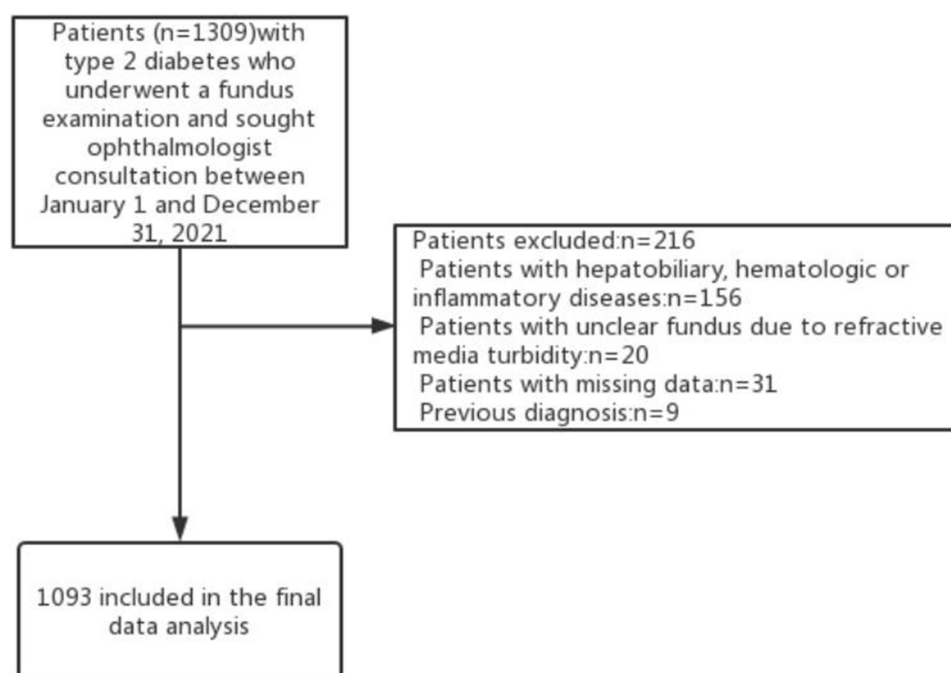 Patients (n=1309)with
type 2 diabetes who
underwent a fundus
examination and sought
ophthalmologist
consultation between
January 1 and December
31, 2021
Patients excluded:n=216
Patients with hepatobiliary, hematologic or
inflammatory diseases:n=156
Patients with unclear fundus due to refractive
media turbidity:n=20
Patients with missing data:n=31
Previous diagnosis:n=9
1093 included in the final
data analysis